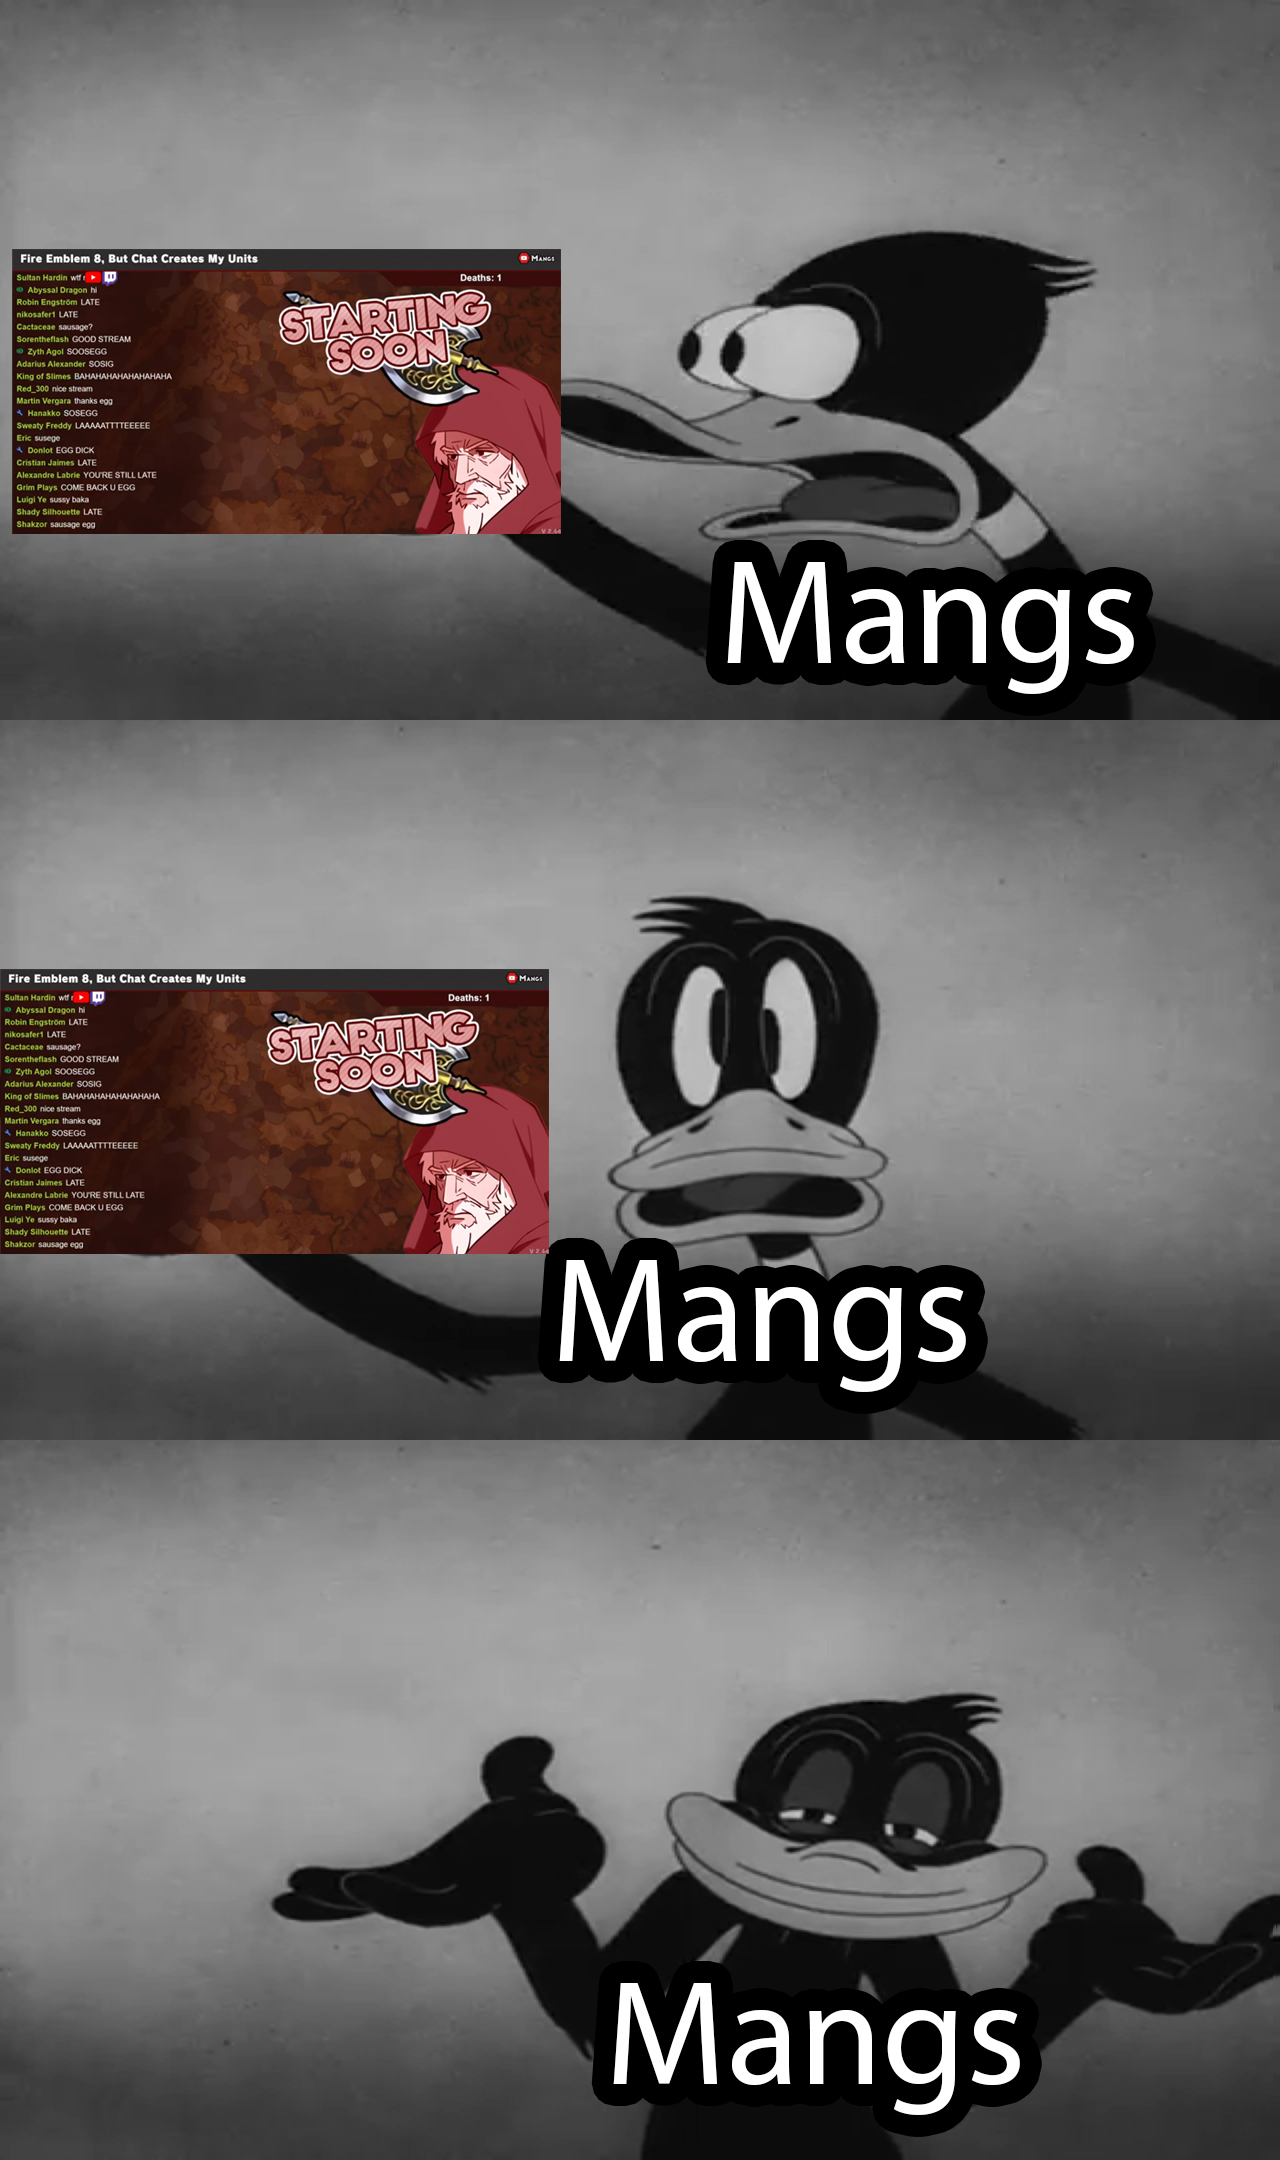 Fire Emblem 8, But Chat Creates My Units
MANGS
Sultan Hardin wtf
Deaths: 1
Abyssal Dragon hi
Robin Engström LATE
nikosafer1 LATE
Cactaceae sausage?
Sorentheflash GOOD STREAM
Zyth Agol SOOSEGG
Adarius Alexander SOSIG
King of Slimes BAHAHAHAHAHAHAHAHA
Red_300 nice stream
Martin Vergara thanks egg
Hanakko SOSEGG
Sweaty Freddy LAAAAATTTTEEEEE
Eric susege
Donlot EGG DICK
Cristian Jaimes LATE
Alexandre Labrie YOU'RE STILL LATE
Grim Plays COME BACK U EGG
Luigi Ye sussy baka
Shady Silhouette LATE
Shakzor sausage egg
STARTING
SOON
Mangs
Fire Emblem 8, But Chat Creates My Units
MANGS
Sultan Hardin wtf
Deaths: 1
Abyssal Dragon hi
Robin Engström LATE
nikosafer1 LATE
Cactaceae sausage?
Sorentheflash GOOD STREAM
Zyth Agol SOOSEGG
Adarius Alexander SOSIG
King of Slimes BAHAHAHAHAHAHAHAHA
Red_300 nice stream
Martin Vergara thanks egg
Hanakko SOSEGG
Sweaty Freddy LAAAAATTTTEEEEE
Eric susege
Donlot EGG DICK
Cristian Jaimes LATE
Alexandre Labrie YOU'RE STILL LATE
Grim Plays COME BACK U EGG
Luigi Ye sussy baka
Shady Silhouette LATE
Shakzor sausage egg
STARTING
SOON
Mangs
Mangs